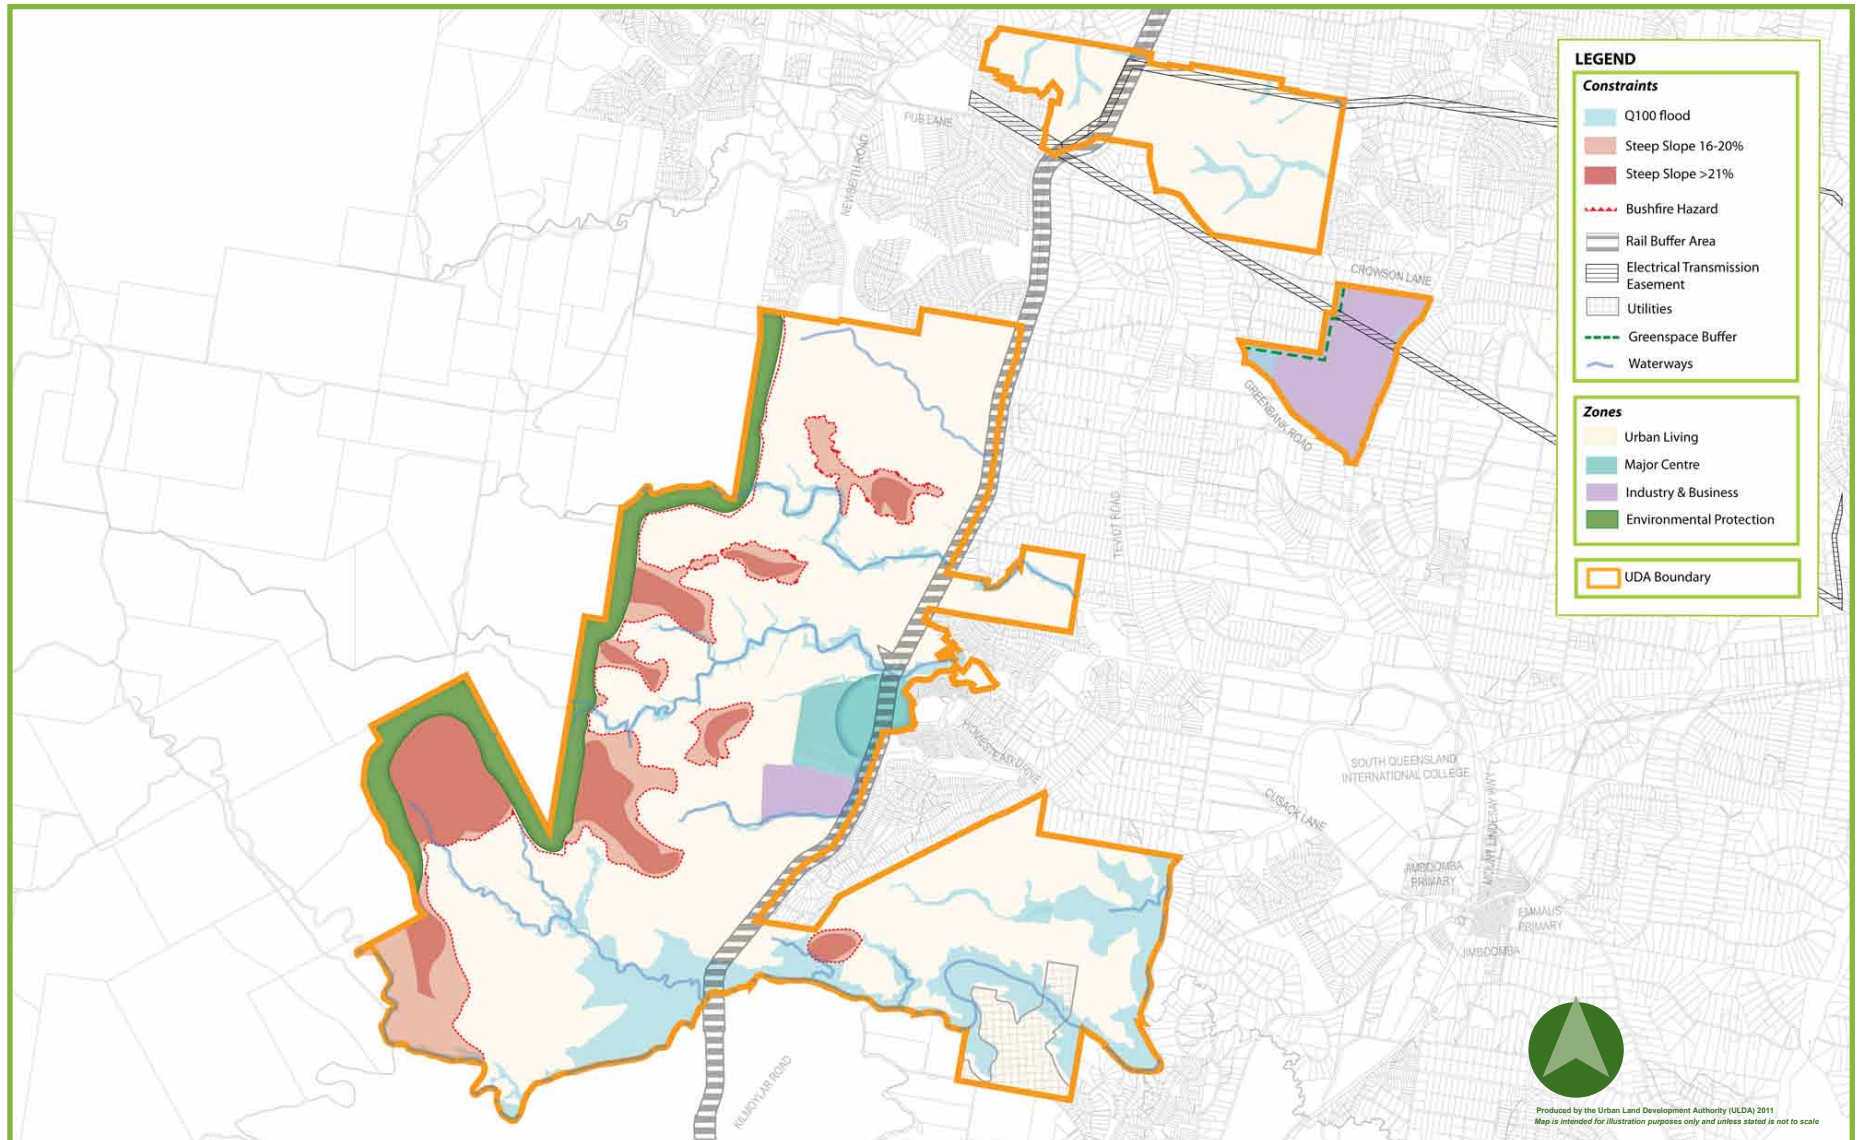 LEGEND
Constraints
Q100 flood
Steep Slope 16-20%
Steep Slope >21%
Bushfire Hazard
Rail Buffer Area
Electrical Transmission
Easement
Utilities
Greenspace Buffer
Waterways
Zones
Urban Living
Major Centre
Industry & Business
Environmental Protection
UDA Boundary
PUB LANE
NEWBEITH ROAD
CROWSON LANE
GREENBANK ROAD
TEVIOT ROAD
HOMESTEAD DRIVE
SOUTH QUEENSLAND
INTERNATIONAL COLLEGE
CUSACK LANE
MOUNT LINDESAY HWY
JIMBOOMBA
PRIMARY
EMMAUS
PRIMARY
JIMBOOMBA
KILMOYLAR ROAD
Produced by the Urban Land Development Authority (ULDA) 2011
Map is intended for illustration purposes only and unless stated is not to scale